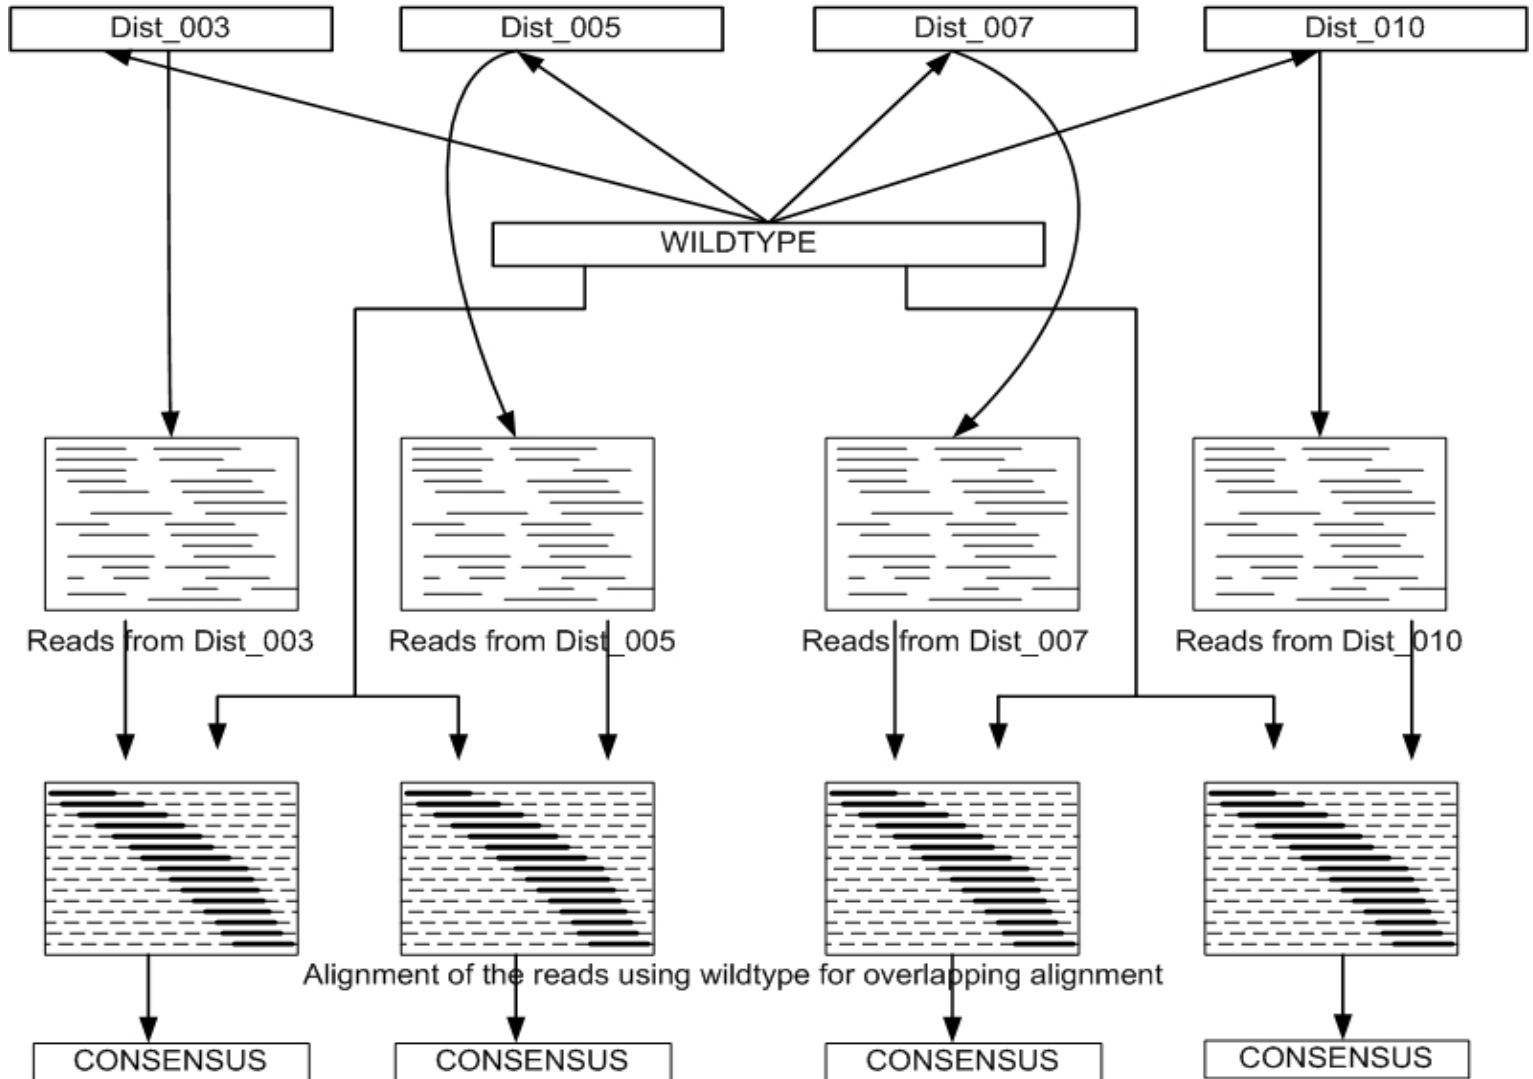 Dist_003
Dist_005
Dist_007
Dist_010
WILDTYPE
Reads from Dist_003
Reads from Dist_005
Reads from Dist_007
Reads from Dist_010
Alignment of the reads using wildtype for overlapping alignment
CONSENSUS
CONSENSUS
CONSENSUS
CONSENSUS